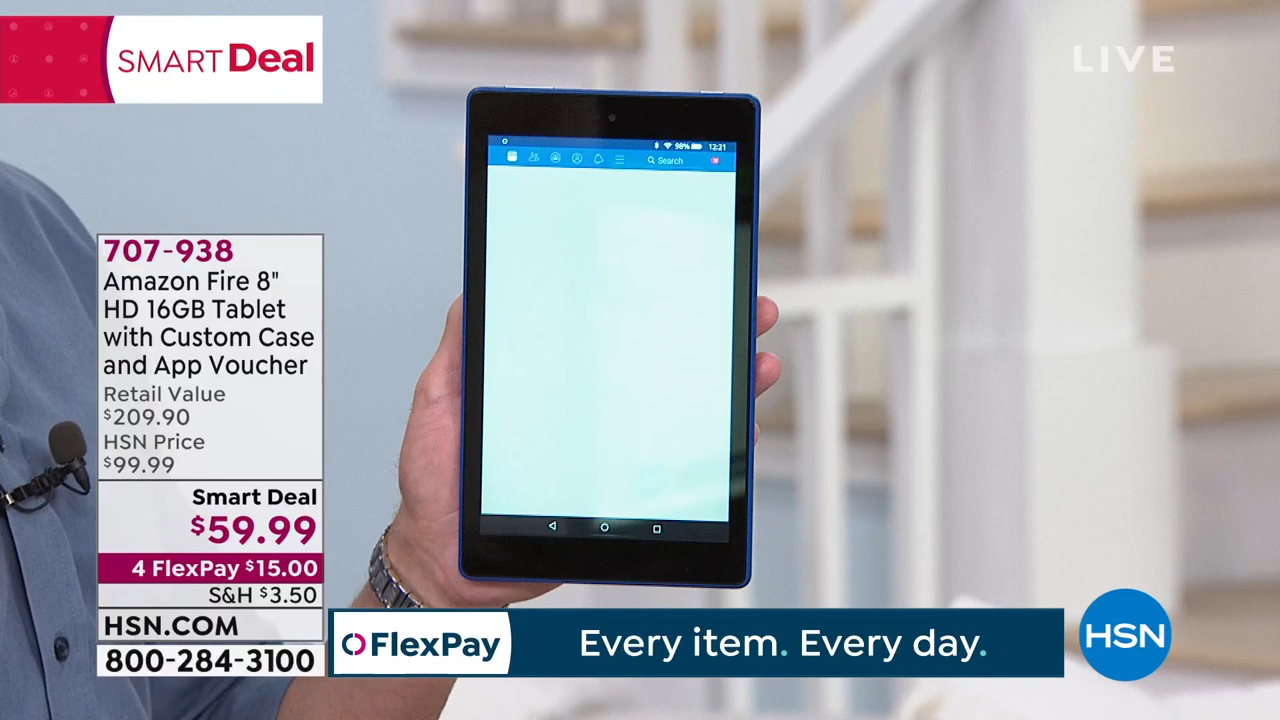 SMART Deal
LIVE
98% 12:21
Search
707-938
Amazon Fire 8"
HD 16GB Tablet
with Custom Case
and App Voucher
Retail Value
$209.90
HSN Price
$99.99
Smart Deal
$59.99
4 FlexPay $15.00
S&H $3.50
HSN.COM
800-284-3100
FlexPay
Every item. Every day.
HSN